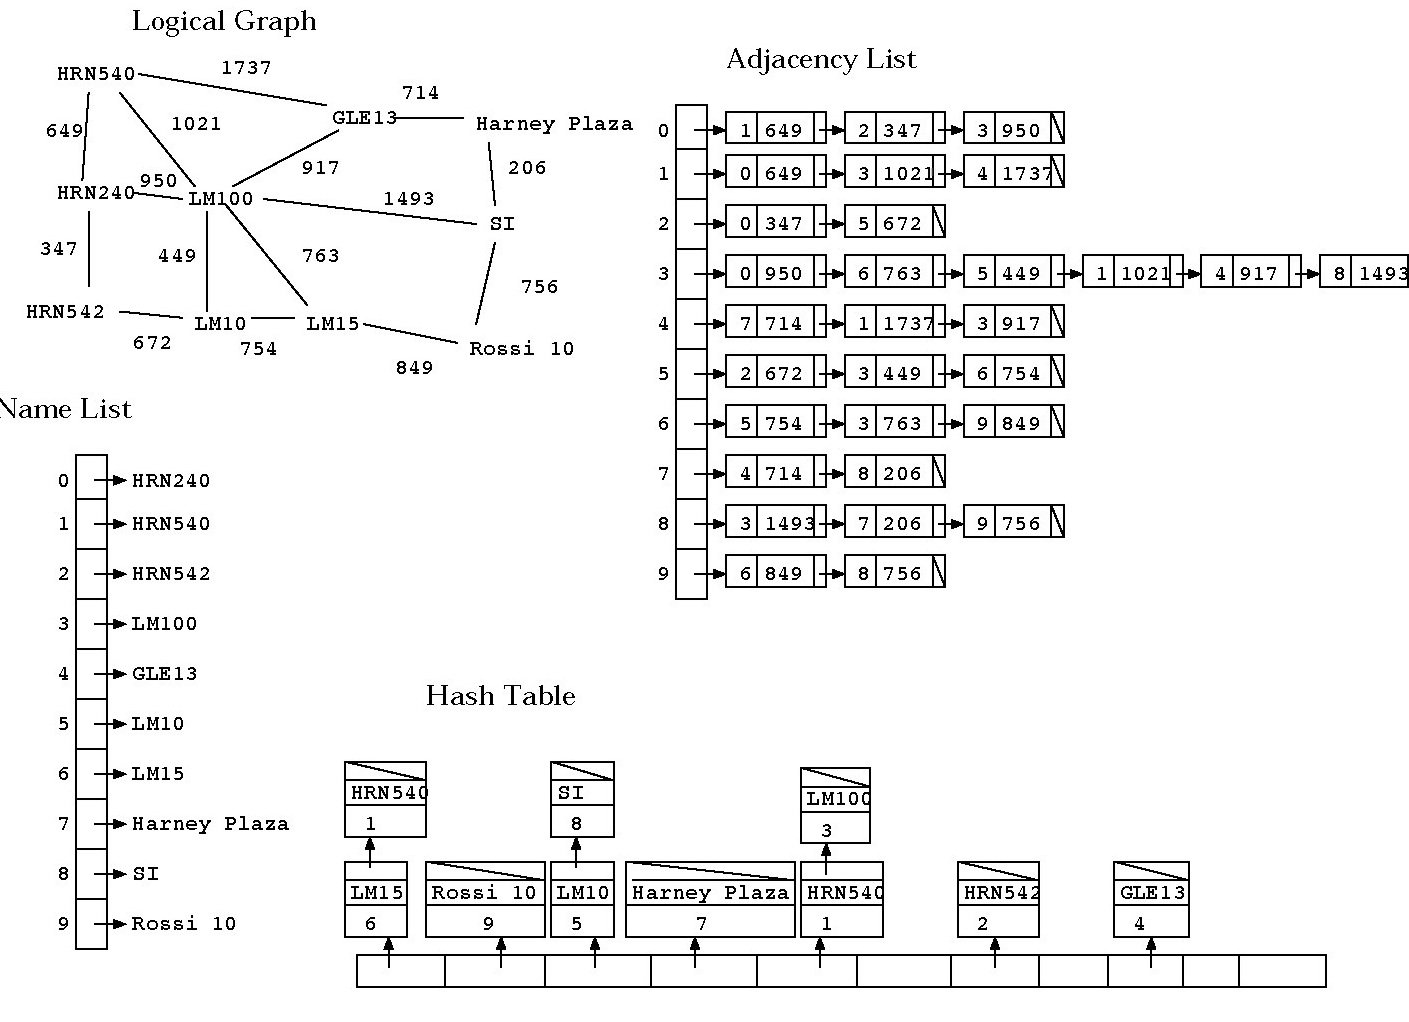 Logical Graph
HRN540
1737
714
GLE13
Harney Plaza
649
1021
917
206
HRN240
950
LM100
1493
SI
347
449
763
756
HRN542
LM10
LM15
Rossi 10
672
754
849
Adjacency List
0 1 649 2 347 3 950
1 0 649 3 1021 4 1737
2 0 347 5 672
3 0 950 6 763 5 449 1 1021 4 917 8 1493
4 7 714 1 1737 3 917
5 2 672 3 449 6 754
6 5 754 3 763 9 849
7 4 714 8 206
8 3 1493 7 206 9 756
9 6 849 8 756
Name List
0 HRN240
1 HRN540
2 HRN542
3 LM100
4 GLE13
5 LM10
6 LM15
7 Harney Plaza
8 SI
9 Rossi 10
Hash Table
HRN540 SI LM100
1 8 3
LM15 Rossi 10 LM10 Harney Plaza HRN540 HRN542 GLE13
6 9 5 7 1 2 4